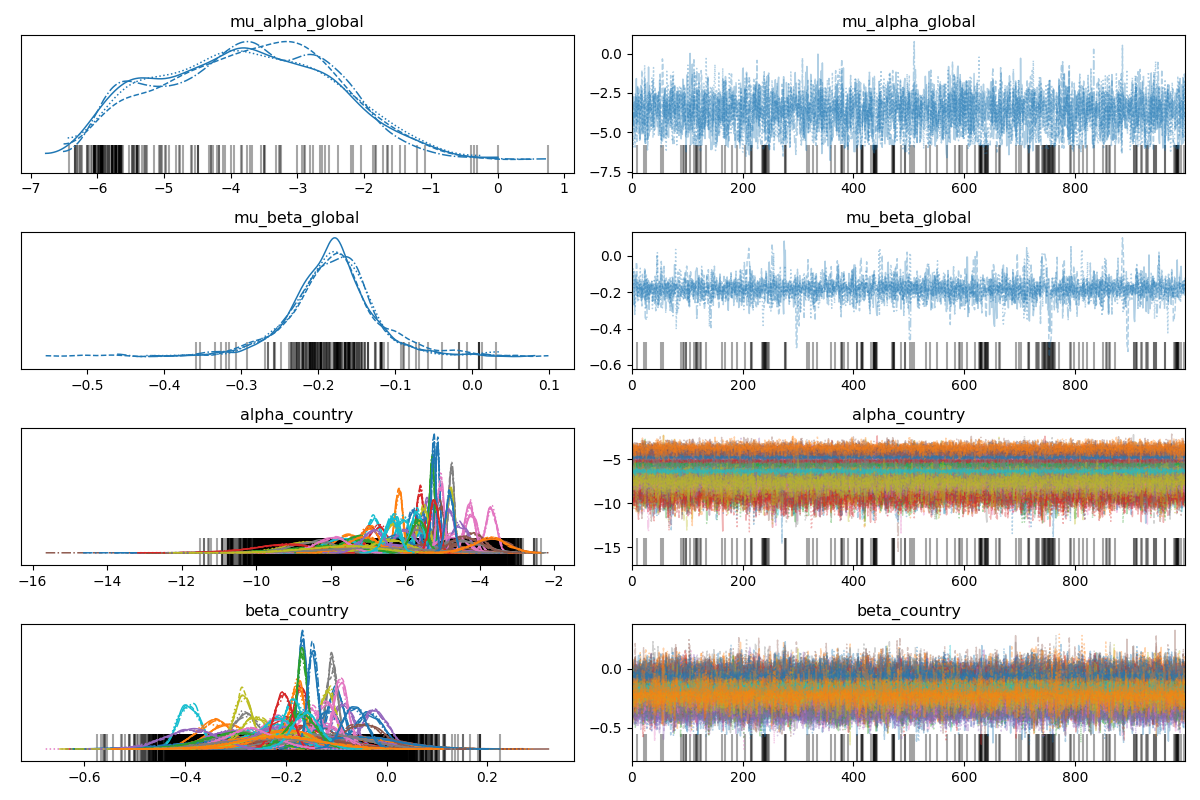 mu_alpha_global
−7 −6 −5 −4 −3 −2 −1 0 1
mu_alpha_global
0.0
−2.5
−5.0
−7.5
0 200 400 600 800
mu_beta_global
−0.5 −0.4 −0.3 −0.2 −0.1 0.0 0.1
mu_beta_global
0.0
−0.2
−0.4
−0.6
0 200 400 600 800
alpha_country
−16 −14 −12 −10 −8 −6 −4 −2
alpha_country
−5
−10
−15
0 200 400 600 800
beta_country
−0.6 −0.4 −0.2 0.0 0.2
beta_country
0.0
−0.5
0 200 400 600 800